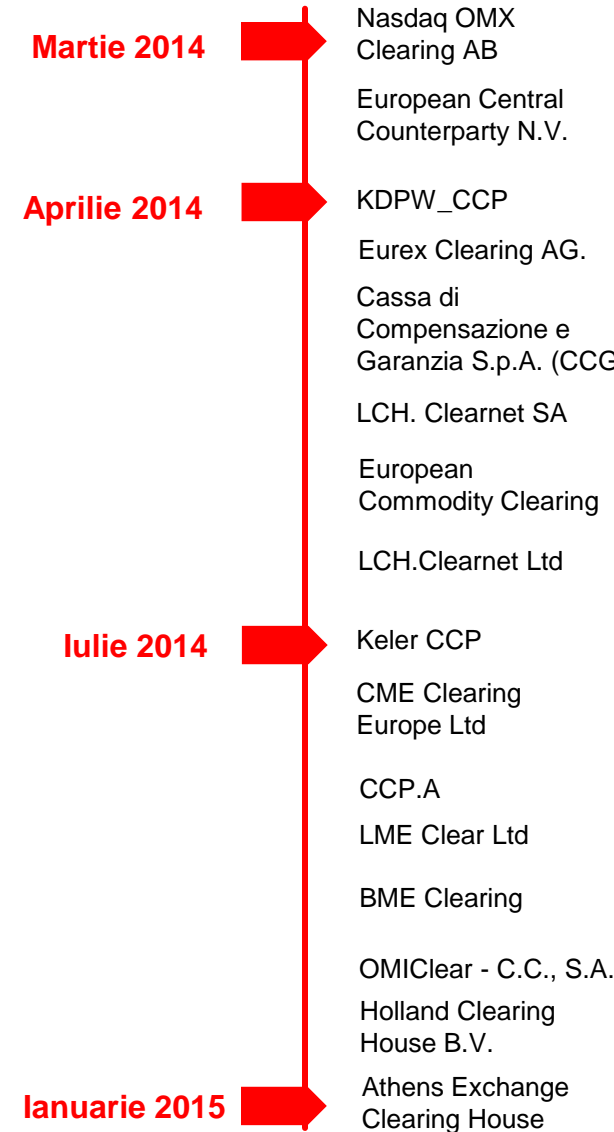 Martie 2014
Nasdaq OMX
Clearing AB
European Central
Counterparty N.V.
Aprilie 2014
KDPW_CCP
Eurex Clearing AG.
Cassa di
Compensazione e
Garanzia S.p.A. (CCG
LCH. Clearnet SA
European
Commodity Clearing
LCH.Clearnet Ltd
Iulie 2014
Keler CCP
CME Clearing
Europe Ltd
CCP.A
LME Clear Ltd
BME Clearing
OMIClear - C.C., S.A.
Holland Clearing
House B.V.
Ianuarie 2015
Athens Exchange
Clearing House